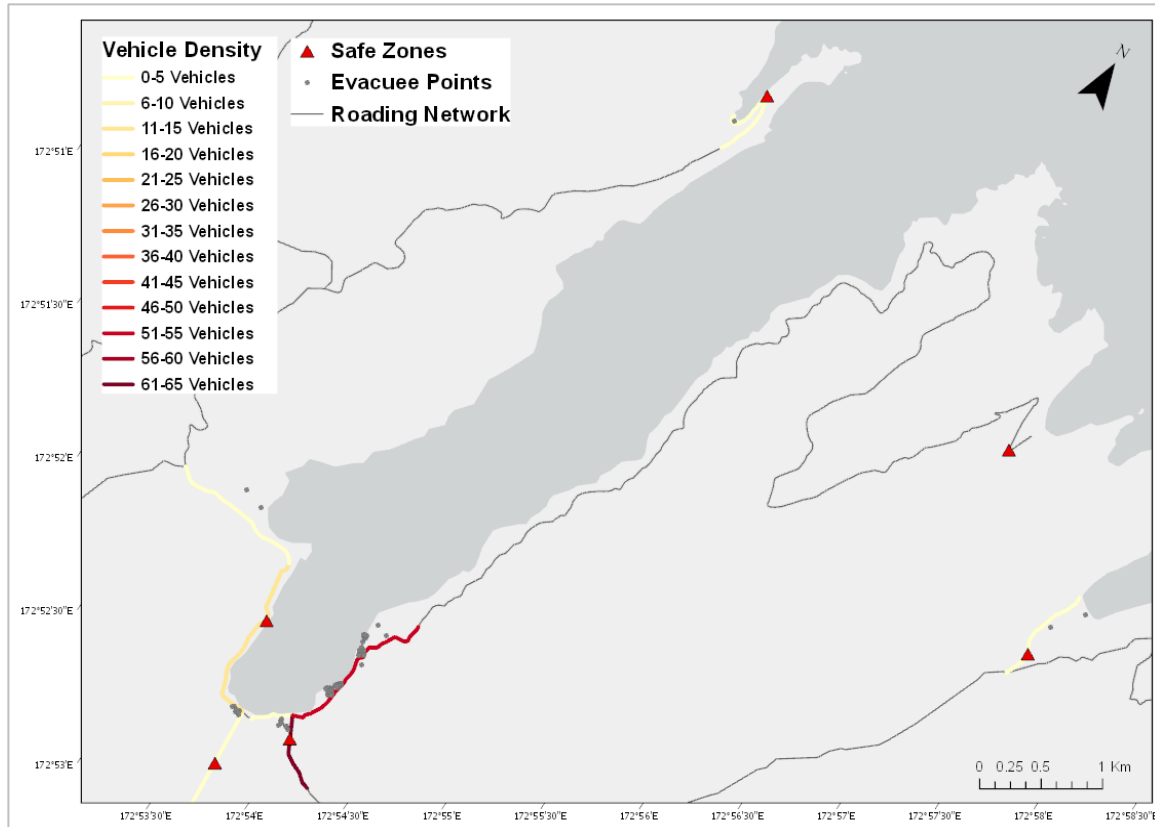 Vehicle Density
0-5 Vehicles
6-10 Vehicles
11-15 Vehicles
16-20 Vehicles
21-25 Vehicles
26-30 Vehicles
31-35 Vehicles
36-40 Vehicles
41-45 Vehicles
46-50 Vehicles
51-55 Vehicles
56-60 Vehicles
61-65 Vehicles
Safe Zones
Evacuee Points
Roading Network
N
172°51'E
172°51'30"E
172°52'E
172°52'30"E
172°53'E
0 0.25 0.5 1 Km
172°53'30"E 172°54'E 172°54'30"E 172°55'E 172°55'30"E 172°56'E 172°56'30"E 172°57'E 172°57'30"E 172°58'E 172°58'30"E